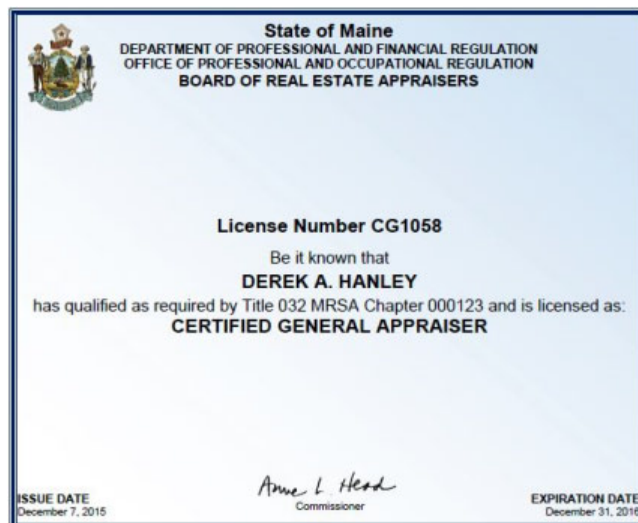 State of Maine
DEPARTMENT OF PROFESSIONAL AND FINANCIAL REGULATION
OFFICE OF PROFESSIONAL AND OCCUPATIONAL REGULATION
BOARD OF REAL ESTATE APPRAISERS
License Number CG1058
Be it known that
DEREK A. HANLEY
has qualified as required by Title 032 MRSA Chapter 000123 and is licensed as:
CERTIFIED GENERAL APPRAISER
Anne L. Head
Commissioner
ISSUE DATE
December 7, 2015
EXPIRATION DATE
December 31, 2016